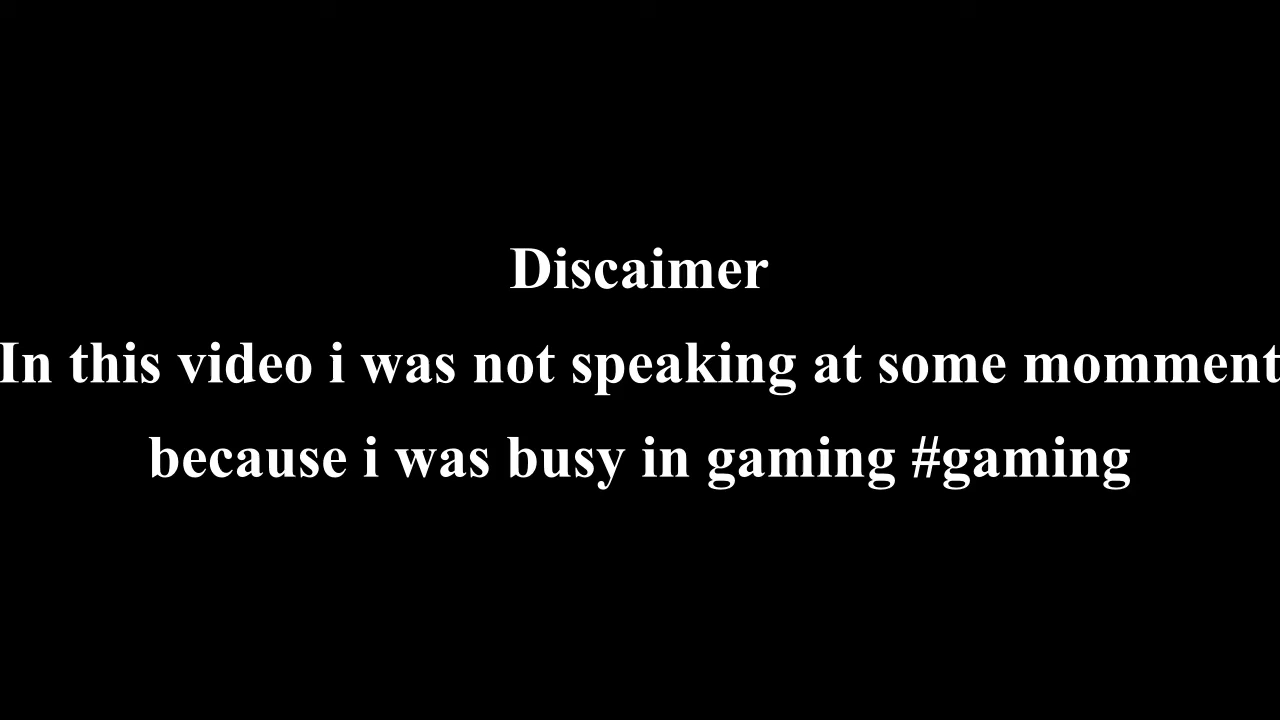 Discaimer
In this video i was not speaking at some momment
because i was busy in gaming #gaming